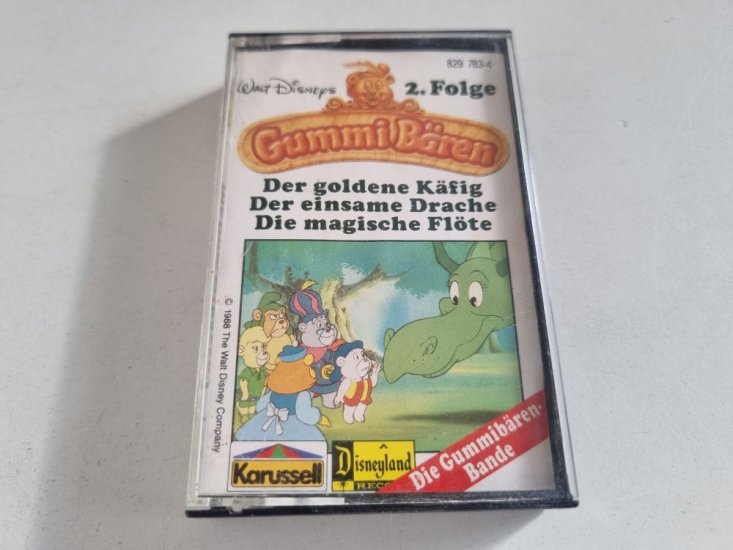 829 783-4
WALT DISNEYS
2. Folge
Gummi Bären
Der goldene Käfig
Der einsame Drache
Die magische Flöte
© 1988 The Walt Disney Company
Karussell
Disneyland
Die Gummibären-
Bande